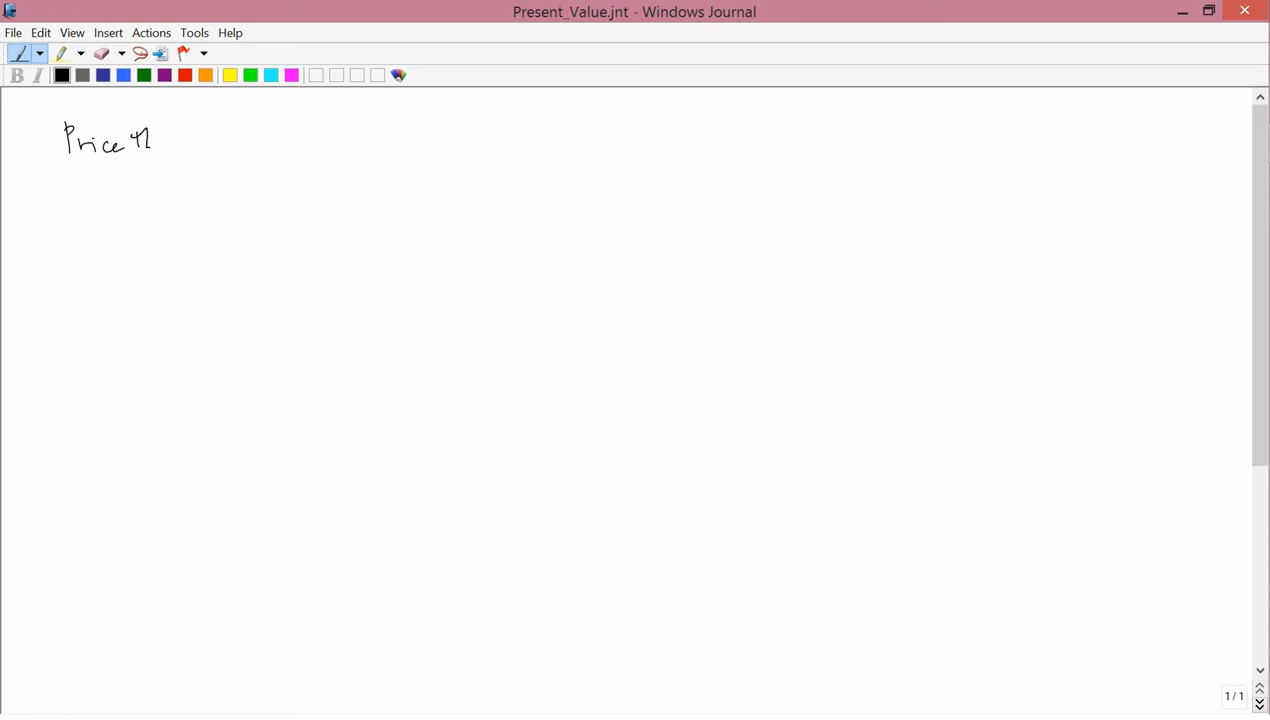 Present_Value.jnt - Windows Journal
File Edit View Insert Actions Tools Help
B I
Price
1 / 1